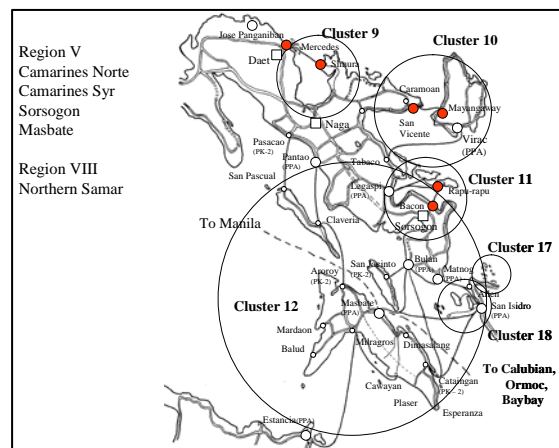 Region V
Camarines Norte
Camarines Syr
Sorsogon
Masbate
Region VIII
Northern Samar
Cluster 9
Cluster 10
Jose Panganiban
Mercedes
Daet
Siruma
Caramoan
Mayangaway
San
Vicente
Virac
(PPA)
Naga
Pasacao
(PK-2)
Pantao
(PPA)
Tabaco
San Pascual
Legaspi
(PPA)
Cluster 11
Rapu-rapu
Bacon
Sorsogon
To Manila
Claveria
Cluster 17
San Jacinto
(PK-2)
Bulan
(PPA)
Matnog
(PPA)
Aroroy
(PK-2)
Allen
San Isidro
(PPA)
Cluster 12
Masbate
(PPA)
Cluster 18
Mardaon
Milragros
Dimasalang
Balud
To Calubian,
Ormoc,
Baybay
Cawayan
Cataingan
(PK – 2)
Plaser
Esperanza
Estancia (PPA)